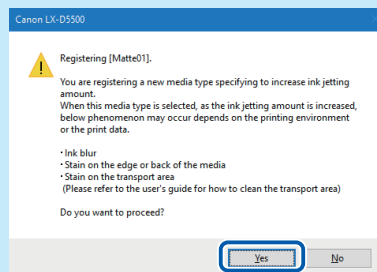 Canon LX-D5500
Registering [Matte01].
You are registering a new media type specifying to increase ink jetting
amount.
When this media type is selected, as the ink jetting amount is increased,
below phenomenon may occur depends on the printing environment
or the print data.
・Ink blur
・Stain on the edge or back of the media
・Stain on the transport area
(Please refer to the user's guide for how to clean the transport area)
Do you want to proceed?
Yes No